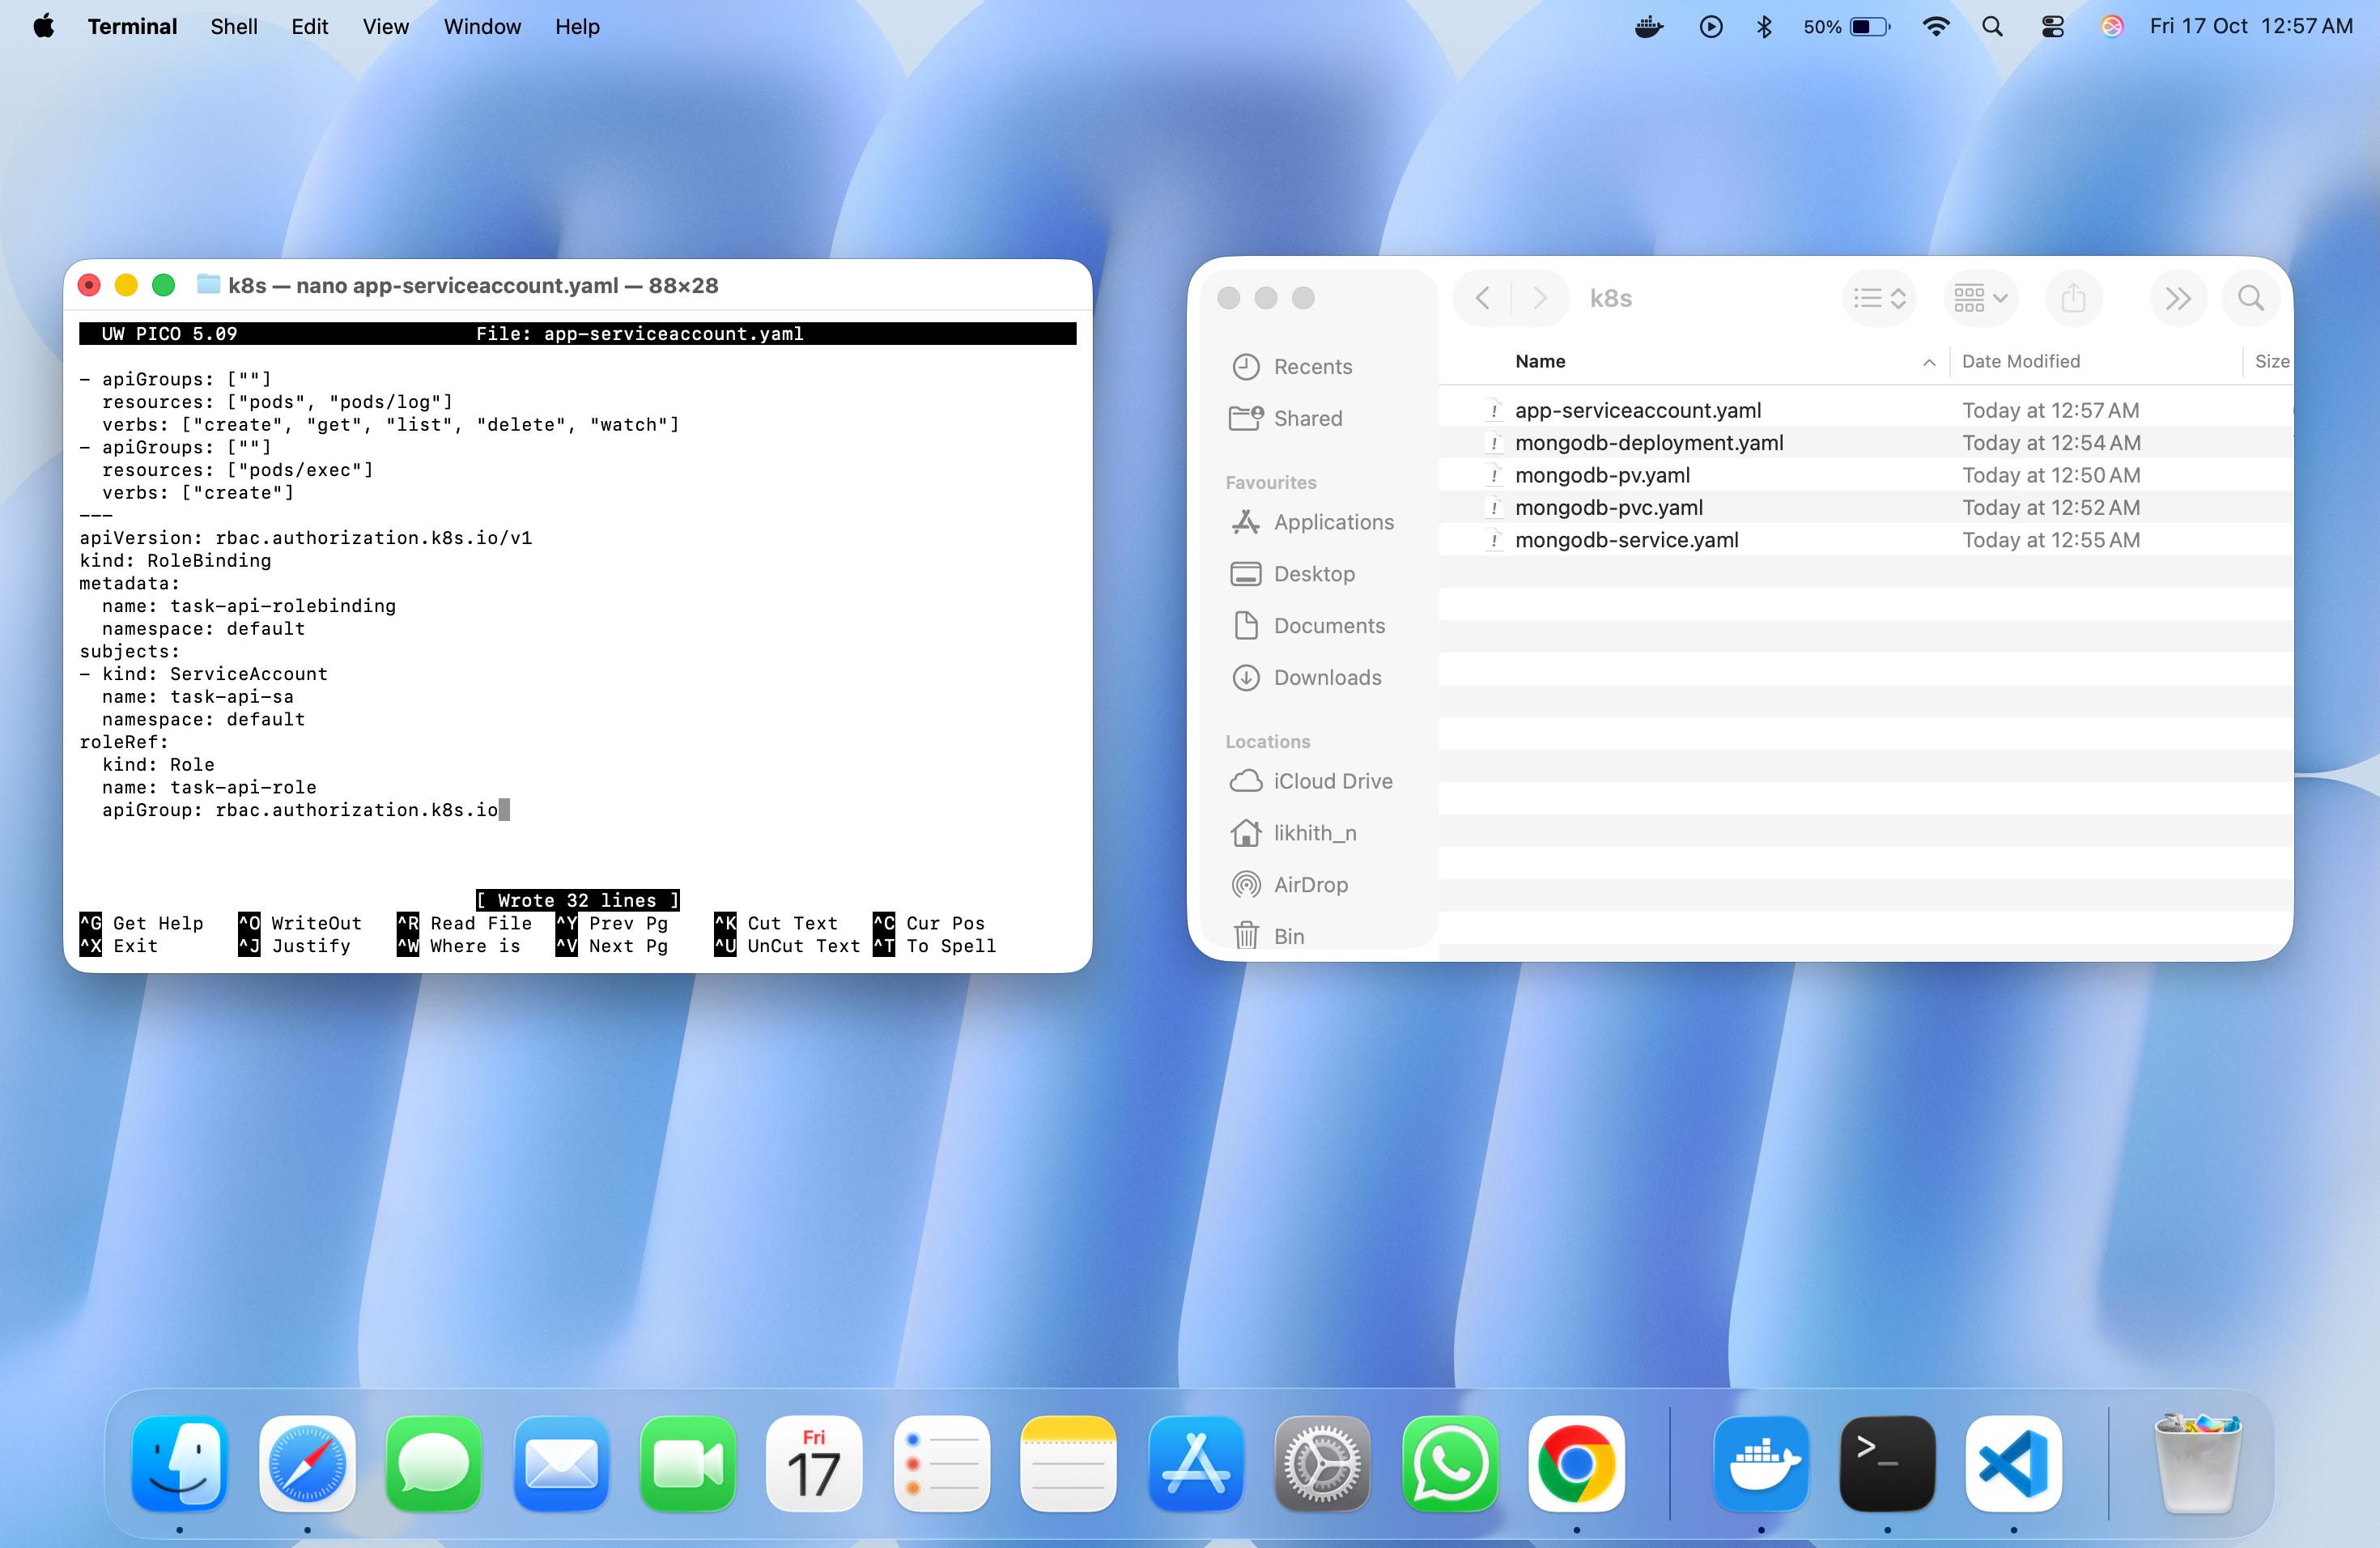 Terminal Shell Edit View Window Help 50% Fri 17 Oct 12:57 AM
k8s — nano app-serviceaccount.yaml — 88×28
UW PICO 5.09 File: app-serviceaccount.yaml
- apiGroups: [""]
  resources: ["pods", "pods/log"]
  verbs: ["create", "get", "list", "delete", "watch"]
- apiGroups: [""]
  resources: ["pods/exec"]
  verbs: ["create"]
---
apiVersion: rbac.authorization.k8s.io/v1
kind: RoleBinding
metadata:
  name: task-api-rolebinding
  namespace: default
subjects:
- kind: ServiceAccount
  name: task-api-sa
  namespace: default
roleRef:
  kind: Role
  name: task-api-role
  apiGroup: rbac.authorization.k8s.io
[ Wrote 32 lines ]
^G Get Help ^O WriteOut ^R Read File ^Y Prev Pg ^K Cut Text ^C Cur Pos
^X Exit ^J Justify ^W Where is ^V Next Pg ^U UnCut Text ^T To Spell
k8s
Recents
Shared
Favourites
Applications
Desktop
Documents
Downloads
Locations
iCloud Drive
likhith_n
AirDrop
Bin
Name Date Modified Size
app-serviceaccount.yaml Today at 12:57 AM
mongodb-deployment.yaml Today at 12:54 AM
mongodb-pv.yaml Today at 12:50 AM
mongodb-pvc.yaml Today at 12:52 AM
mongodb-service.yaml Today at 12:55 AM
Fri
17
>_